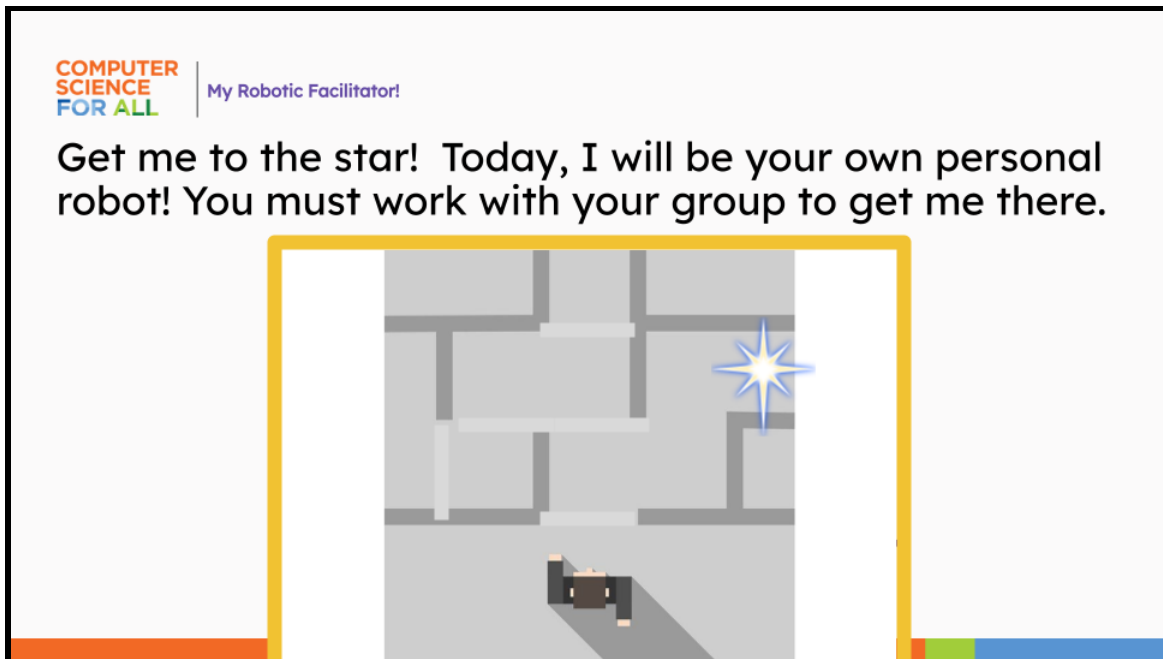 COMPUTER
SCIENCE
FOR ALL
My Robotic Facilitator!
Get me to the star!  Today, I will be your own personal
robot! You must work with your group to get me there.